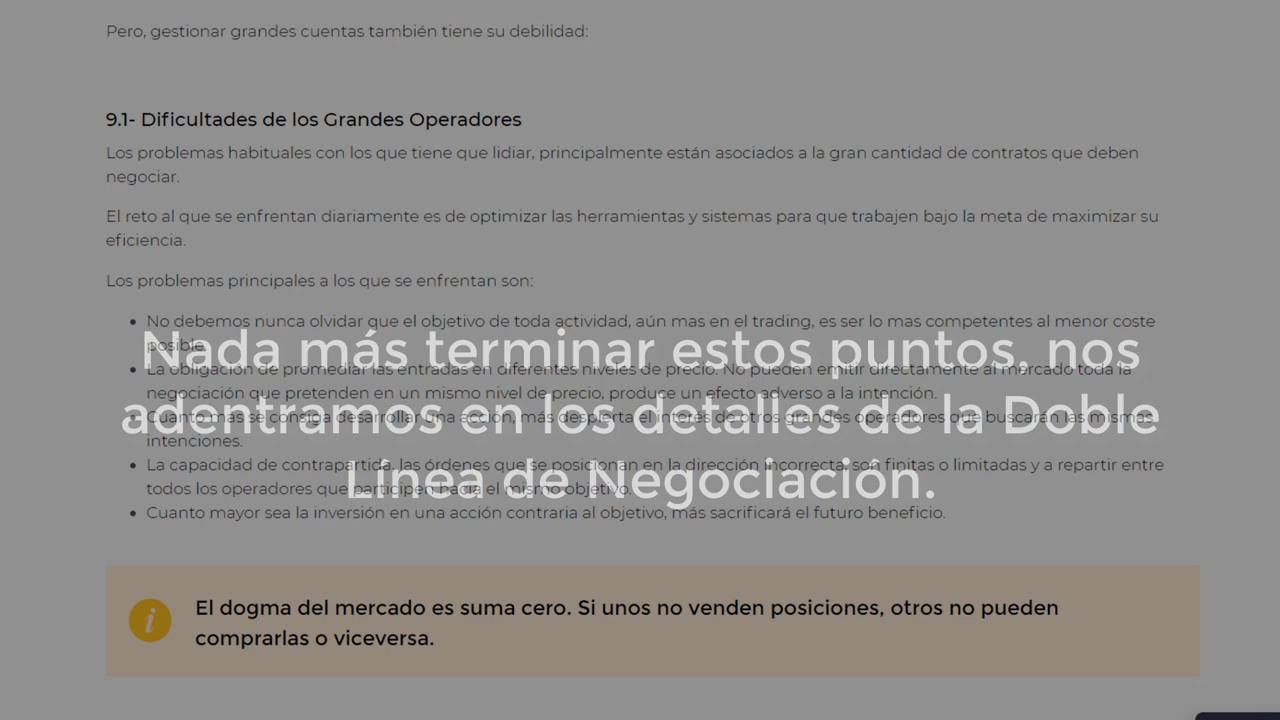 Pero, gestionar grandes cuentas también tiene su debilidad:
9.1- Dificultades de los Grandes Operadores
Los problemas habituales con los que tiene que lidiar, principalmente están asociados a la gran cantidad de contratos que deben
negociar.
El reto al que se enfrentan diariamente es de optimizar las herramientas y sistemas para que trabajen bajo la meta de maximizar su
eficiencia.
Los problemas principales a los que se enfrentan son:
• No debemos nunca olvidar que el objetivo de toda actividad, aún mas en el trading, es ser lo mas competentes al menor coste
posible.
• La obligación de promediar las entradas en diferentes niveles de precio. No pueden emitir directamente al mercado toda la
negociación que pretenden en un mismo nivel de precio, produce un efecto adverso a la intención.
• Cuanto más se consiga desarrollar una acción, más despierta el interés de otros grandes operadores que buscarán las mismas
intenciones.
• La capacidad de contrapartida, las órdenes que se posicionan en la dirección incorrecta, son finitas o limitadas y a repartir entre
todos los operadores que participen hacia el mismo objetivo.
• Cuanto mayor sea la inversión en una acción contraria al objetivo, más sacrificará el futuro beneficio.
Nada más terminar estos puntos, nos
adentramos en los detalles de la Doble
Línea de Negociación.
i
El dogma del mercado es suma cero. Si unos no venden posiciones, otros no pueden
comprarlas o viceversa.